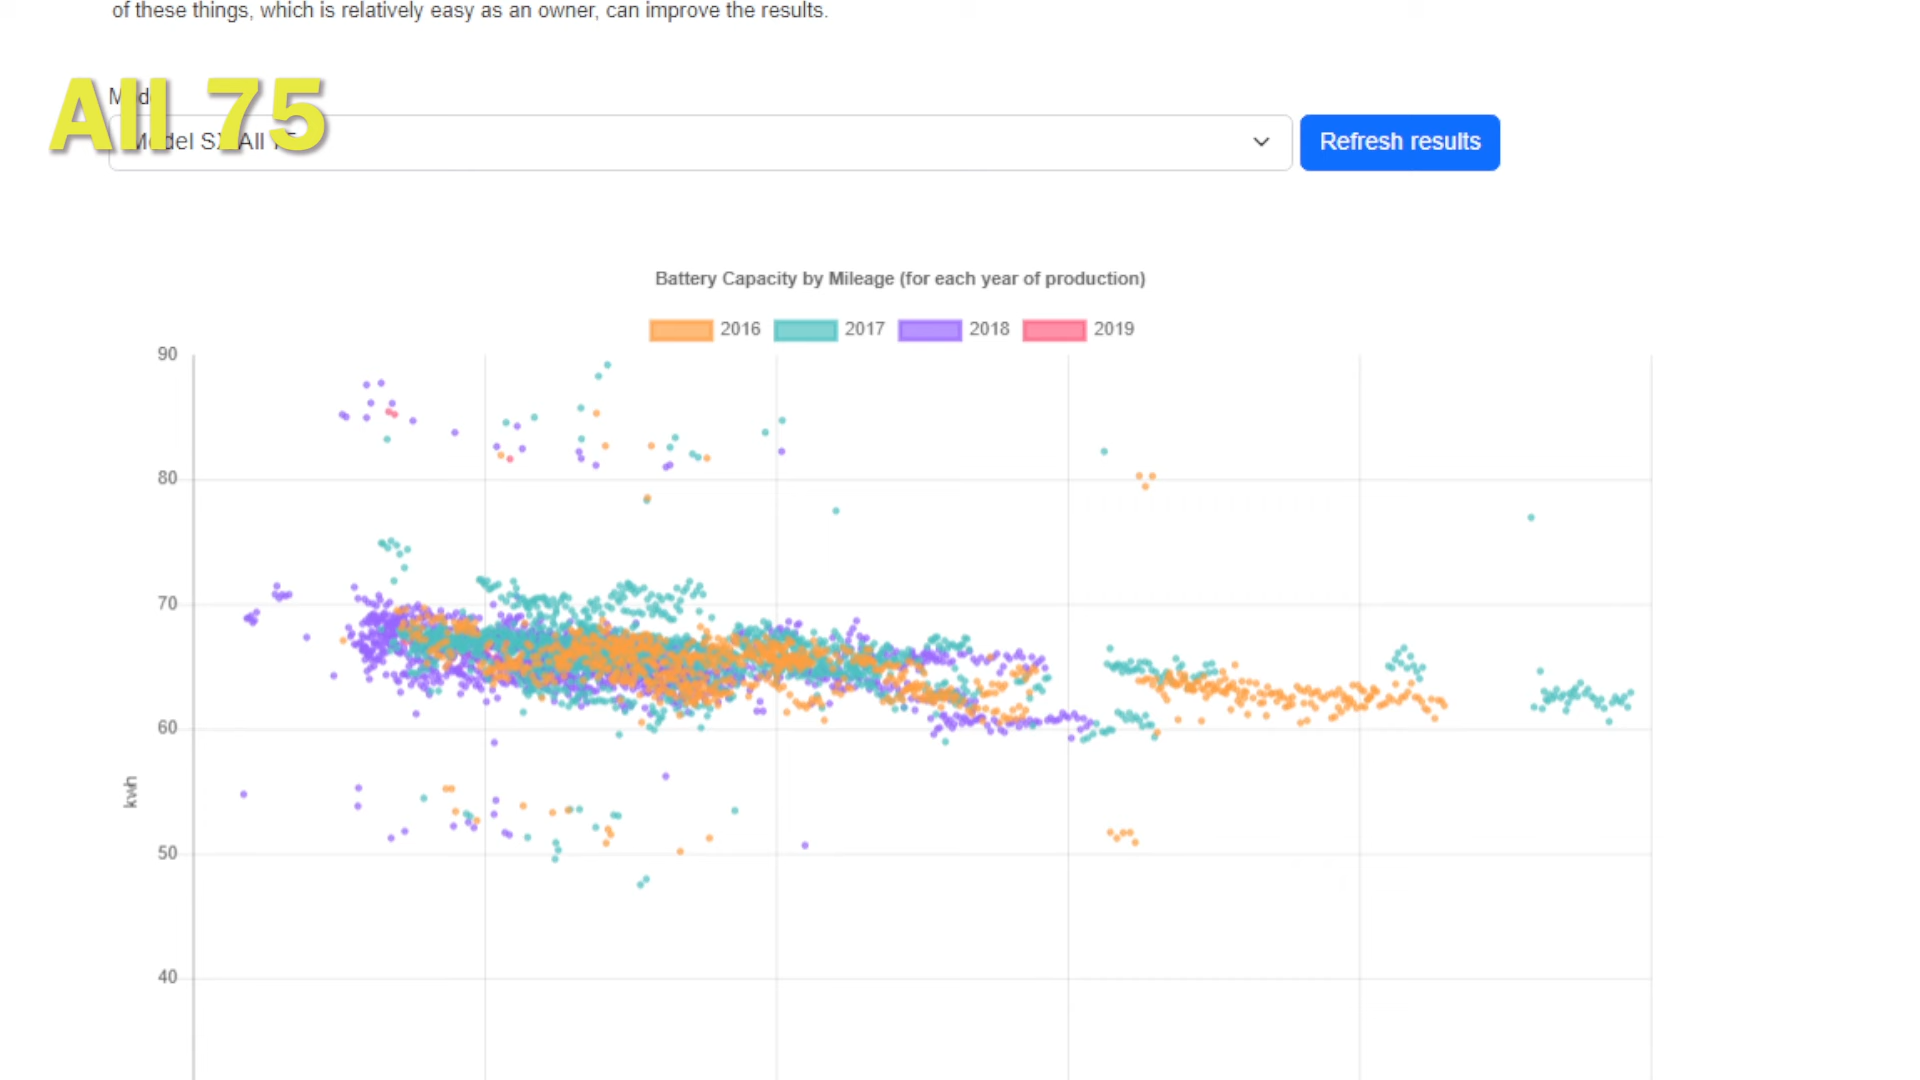 of these things, which is relatively easy as an owner, can improve the results.
All 75
Refresh results
Battery Capacity by Mileage (for each year of production)
2016 2017 2018 2019
90
80
70
60
kwh
50
40